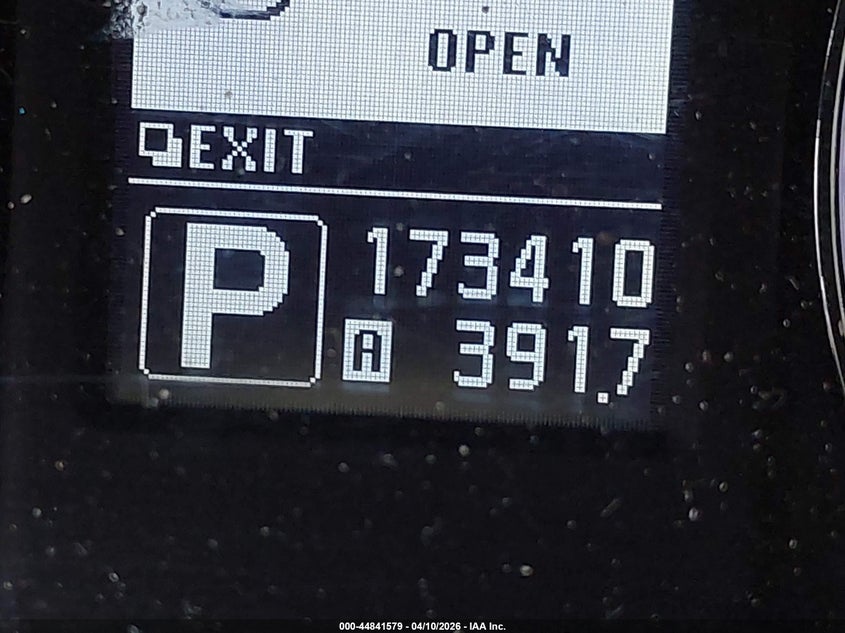 OPEN
EXIT
P
173410
A 391.7
000-44841579 - 04/10/2026 - IAA Inc.